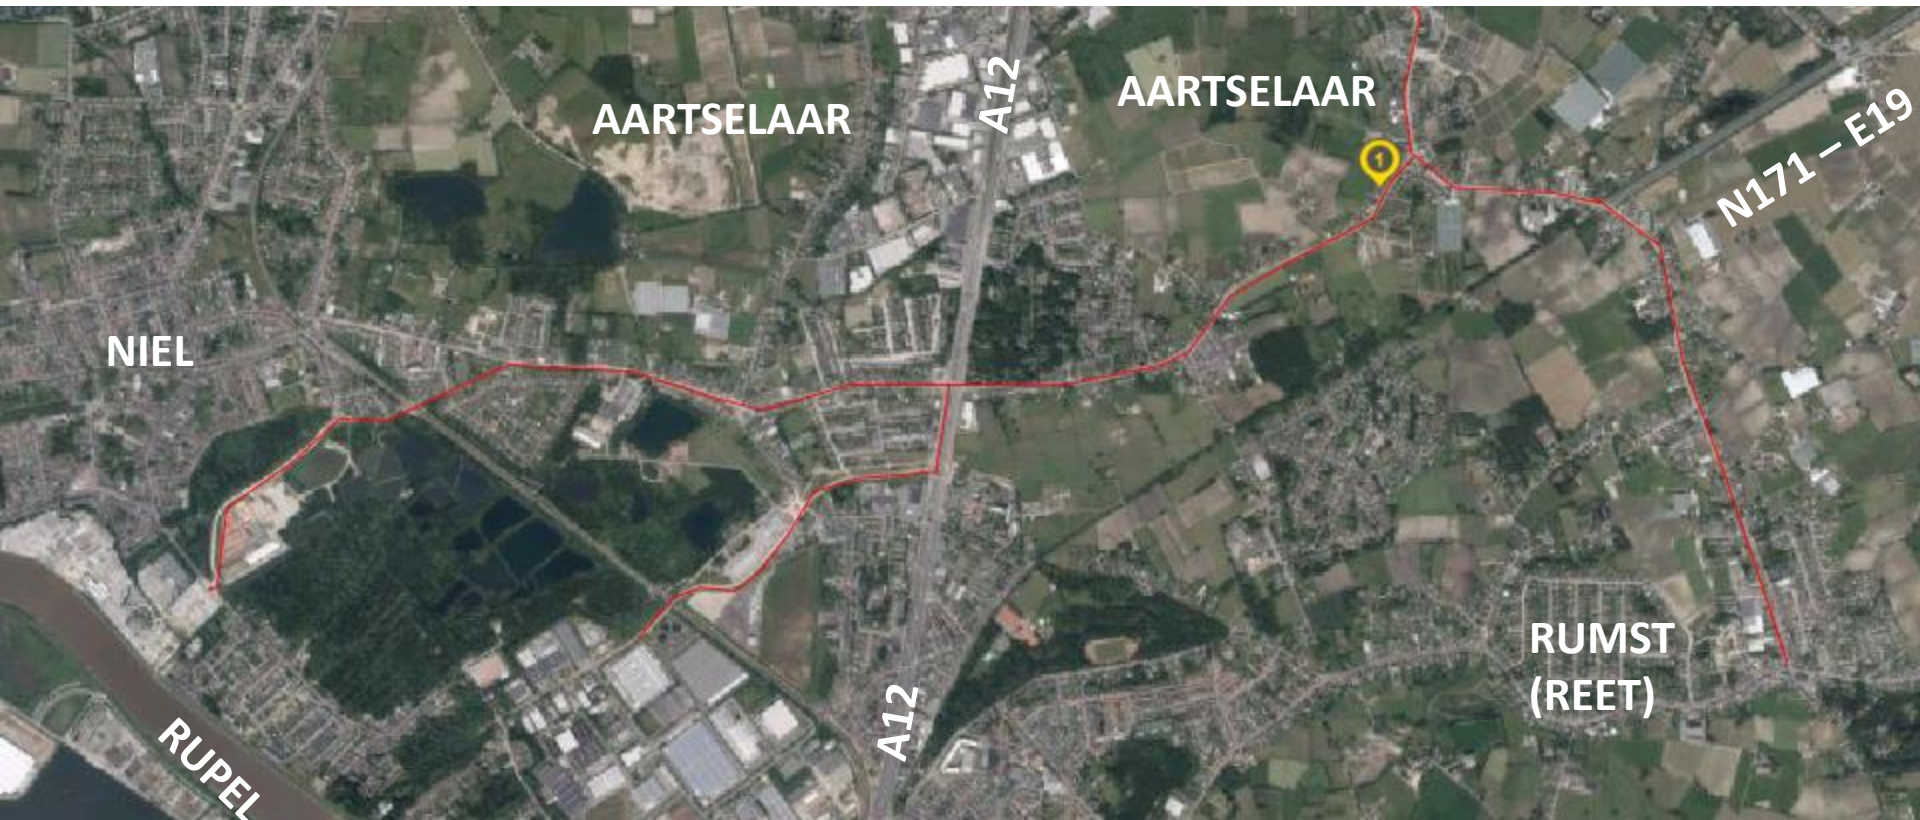 A12
AARTSELAAR
AARTSELAAR
N171 – E19
1
NIEL
RUMST
(REET)
A12
RUPEL